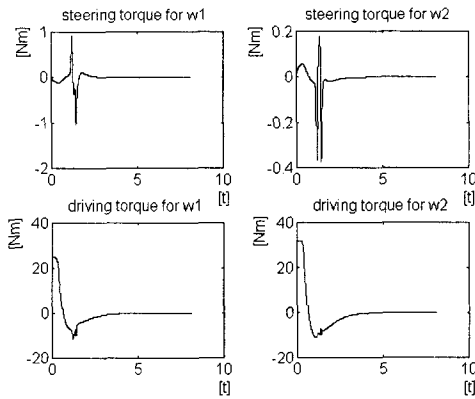 steering torque for w1
[Nm]
1
0
-1
-2
0
5
10
[t]
steering torque for w2
[Nm]
0.2
0
-0.2
-0.4
0
5
10
[t]
driving torque for w1
[Nm]
40
20
0
-20
0
5
10
[t]
driving torque for w2
[Nm]
40
20
0
-20
0
5
10
[t]